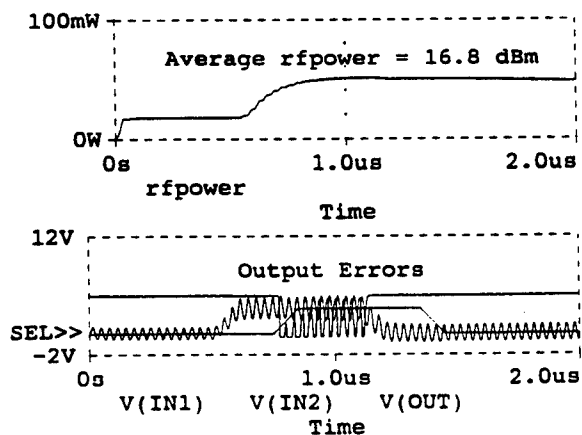 100mW
Average rfpower = 16.8 dBm
0W
0s 1.0us 2.0us
rfpower
Time
12V
Output Errors
SEL>>
-2V
0s 1.0us 2.0us
V(IN1) V(IN2) V(OUT)
Time